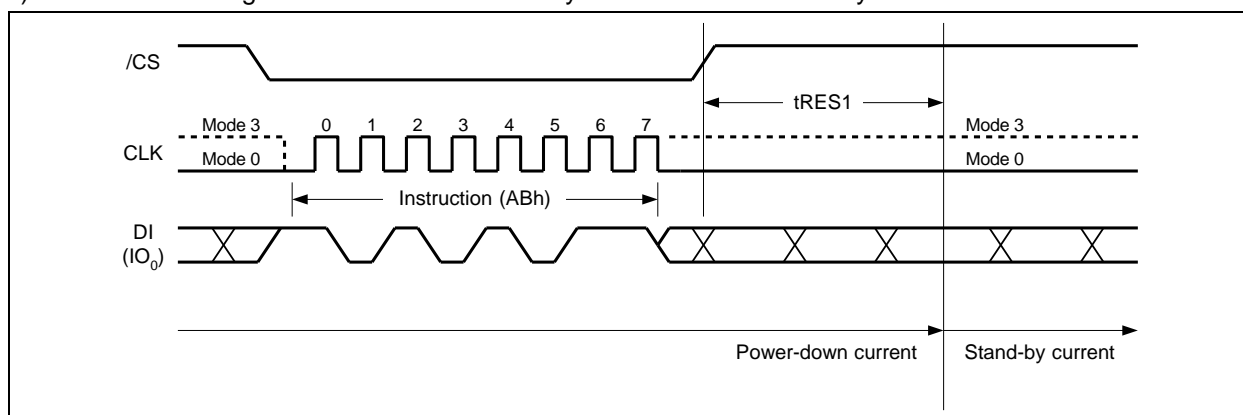 /CS
tRES1
Mode 3 0 1 2 3 4 5 6 7 Mode 3
CLK
Mode 0 Mode 0
Instruction (ABh)
DI
(IO0)
Power-down current Stand-by current